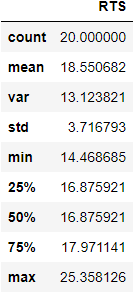 RTS
count 20.000000
mean 18.550682
var 13.123821
std 3.716793
min 14.468685
25% 16.875921
50% 16.875921
75% 17.971141
max 25.358126